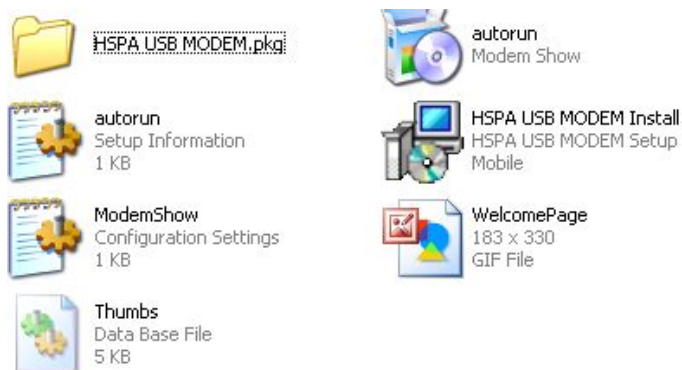 HSPA USB MODEM.pkg
autorun
Modem Show
autorun
Setup Information
1 KB
HSPA USB MODEM Install
HSPA USB MODEM Setup
Mobile
ModemShow
Configuration Settings
1 KB
WelcomePage
183 x 330
GIF File
Thumbs
Data Base File
5 KB